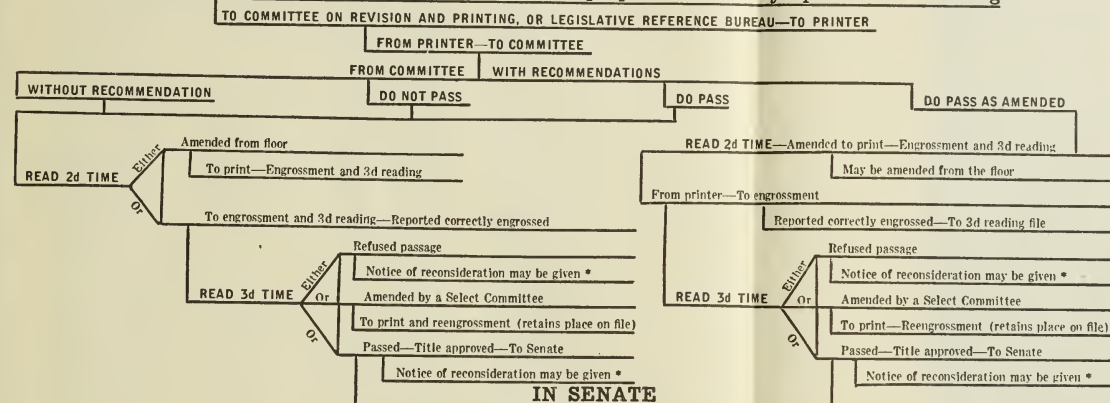 TO COMMITTEE ON REVISION AND PRINTING, OR LEGISLATIVE REFERENCE BUREAU—TO PRINTER
FROM PRINTER—TO COMMITTEE
FROM COMMITTEE WITH RECOMMENDATIONS
WITHOUT RECOMMENDATION
DO NOT PASS
DO PASS
DO PASS AS AMENDED
READ 2d TIME
Either
Or
Amended from floor
To print—Engrossment and 3d reading
To engrossment and 3d reading—Reported correctly engrossed
READ 3d TIME
Either
Or
Or
Refused passage
Notice of reconsideration may be given *
Amended by a Select Committee
To print and reengrossment (retains place on file)
Passed—Title approved—To Senate
Notice of reconsideration may be given *
READ 2d TIME—Amended to print—Engrossment and 3d reading
May be amended from the floor
From printer—To engrossment
Reported correctly engrossed—To 3d reading file
READ 3d TIME
Either
Or
Or
Refused passage
Notice of reconsideration may be given *
Amended by a Select Committee
To print—Reengrossment (retains place on file)
Passed—Title approved—To Senate
Notice of reconsideration may be given *
IN SENATE